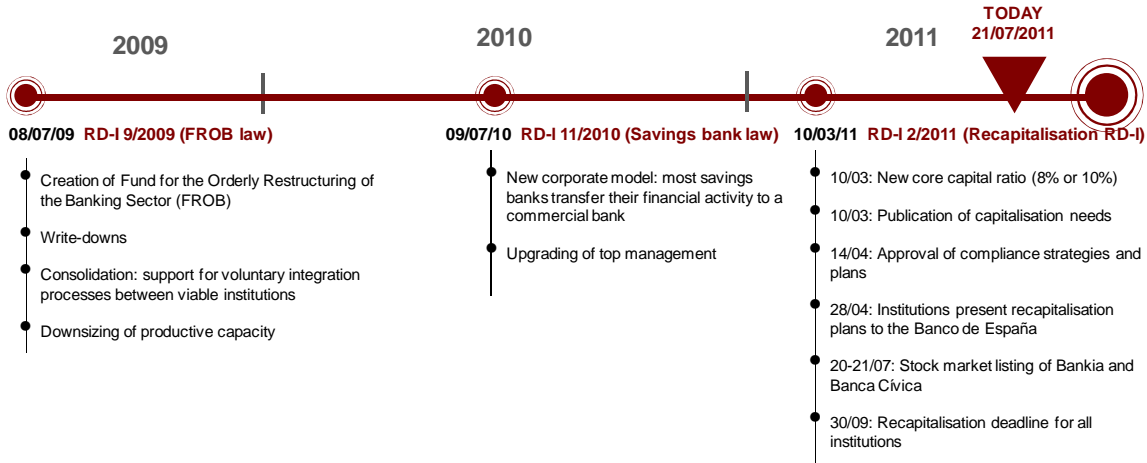 TODAY
21/07/2011
2009
2010
2011
08/07/09 RD-l 9/2009 (FROB law)
Creation of Fund for the Orderly Restructuring of
the Banking Sector (FROB)
Write-downs
Consolidation: support for voluntary integration
processes between viable institutions
Downsizing of productive capacity
09/07/10 RD-l 11/2010 (Savings bank law)
New corporate model: most savings
banks transfer their financial activity to a
commercial bank
Upgrading of top management
10/03/11 RD-l 2/2011 (Recapitalisation RD-l)
10/03: New core capital ratio (8% or 10%)
10/03: Publication of capitalisation needs
14/04: Approval of compliance strategies and
plans
28/04: Institutions present recapitalisation
plans to the Banco de España
20-21/07: Stock market listing of Bankia and
Banca Cívica
30/09: Recapitalisation deadline for all
institutions